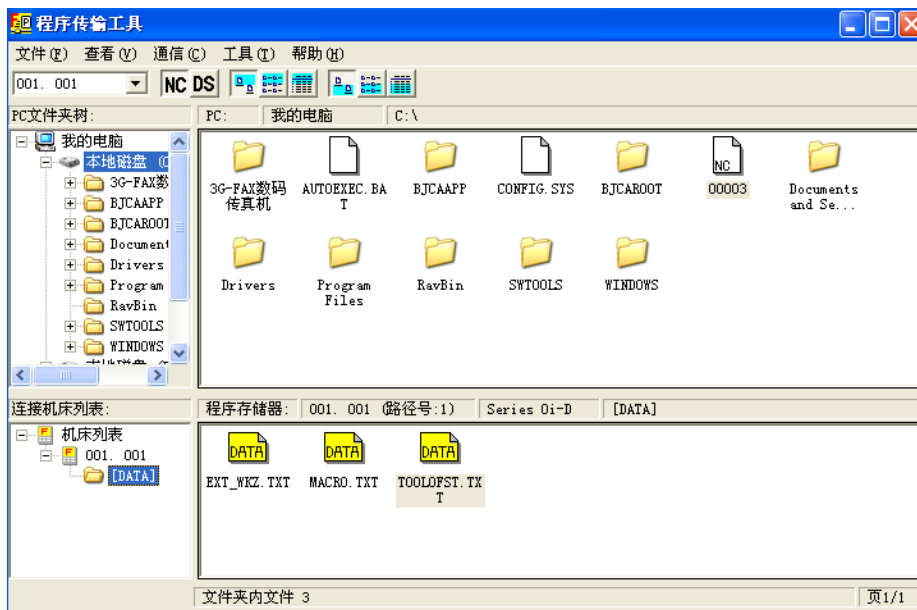 程序传输工具
文件(F) 查看(V) 通信(C) 工具(T) 帮助(H)
001. 001 NC DS
PC文件夹树:
PC: 我的电脑 C:\
我的电脑
本地磁盘 (C
3G-FAX数
BJCAAPP
BJCAROOT
Document
Drivers
Program
RavBin
SWTOOLS
WINDOWS
3G-FAX数码
传真机
AUTOEXEC.BA
T
BJCAAPP
CONFIG.SYS
BJCAROOT
NC
O0003
Documents
and Se...
Drivers
Program
Files
RavBin
SWTOOLS
WINDOWS
连接机床列表:
程序存储器: 001. 001 (路径号:1) Series 0i-D [DATA]
机床列表
001. 001
[DATA]
DATA
EXT_WKZ.TXT
DATA
MACRO.TXT
DATA
TOOLOFST.TX
T
文件夹内文件 3
页1/1